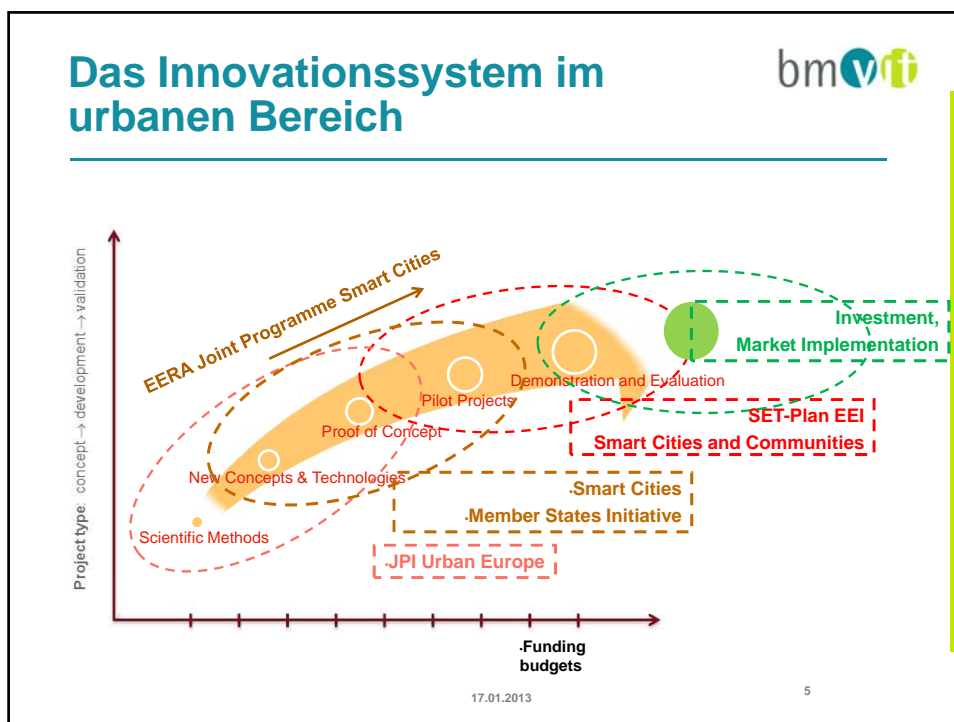 Das Innovationssystem im
urbanen Bereich
bmvit
Project type: concept → development → validation
EERA Joint Programme Smart Cities
Investment,
Market Implementation
Demonstration and Evaluation
Pilot Projects
SET-Plan EEI
Smart Cities and Communities
Proof of Concept
New Concepts & Technologies
.Smart Cities
.Member States Initiative
Scientific Methods
.JPI Urban Europe
.Funding
budgets
17.01.2013
5